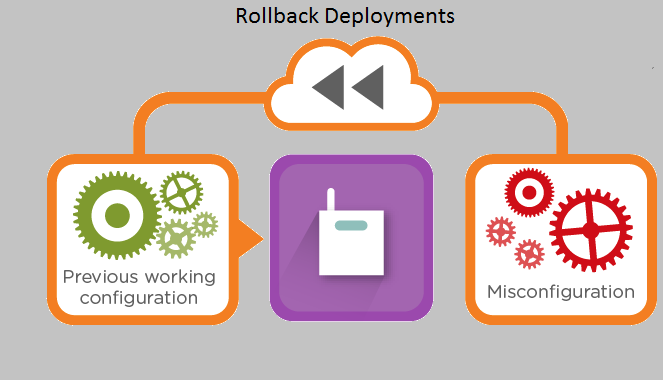 Rollback Deployments
Previous working
configuration
Misconfiguration